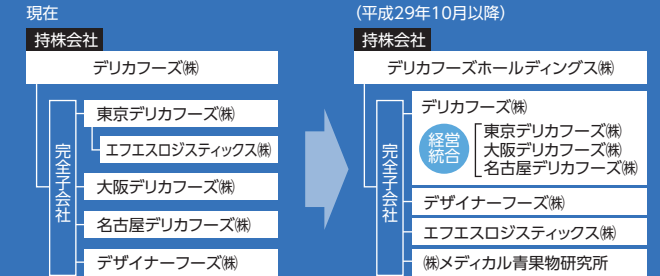 現在
持株会社
デリカフーズ㈱
完全子会社
東京デリカフーズ㈱
エフエスロジスティックス㈱
大阪デリカフーズ㈱
名古屋デリカフーズ㈱
デザイナーフーズ㈱
(平成29年10月以降)
持株会社
デリカフーズホールディングス㈱
完全子会社
デリカフーズ㈱
経営
統合
東京デリカフーズ㈱
大阪デリカフーズ㈱
名古屋デリカフーズ㈱
デザイナーフーズ㈱
エフエスロジスティックス㈱
㈱メディカル青果物研究所